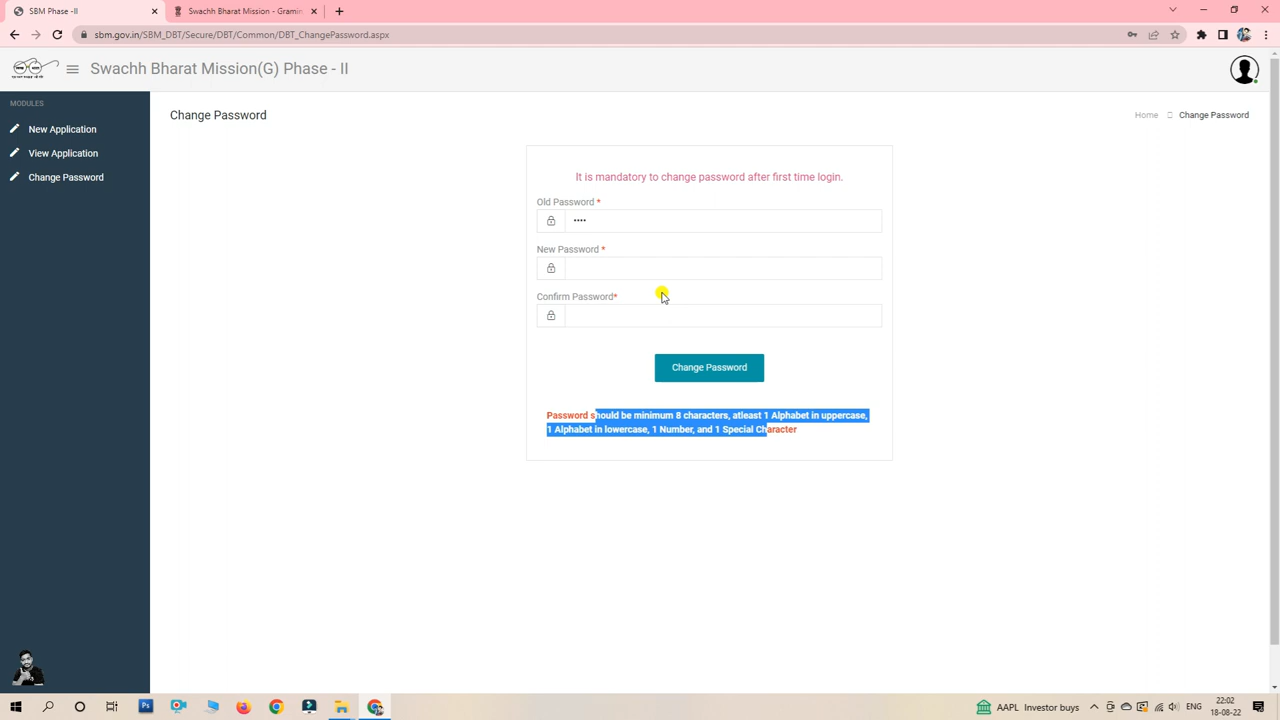 SBM Phase -II
Swachh Bharat Mission - Gramin
sbm.gov.in/SBM_DBT/Secure/DBT/Common/DBT_ChangePassword.aspx
Swachh Bharat Mission(G) Phase - II
MODULES
New Application
View Application
Change Password
Change Password
Home
Change Password
It is mandatory to change password after first time login.
Old Password *
••••
New Password *
Confirm Password*
Change Password
Password should be minimum 8 characters, atleast 1 Alphabet in uppercase,
1 Alphabet in lowercase, 1 Number, and 1 Special Character
Ps
AAPL Investor buys
ENG
22:02
18-08-22